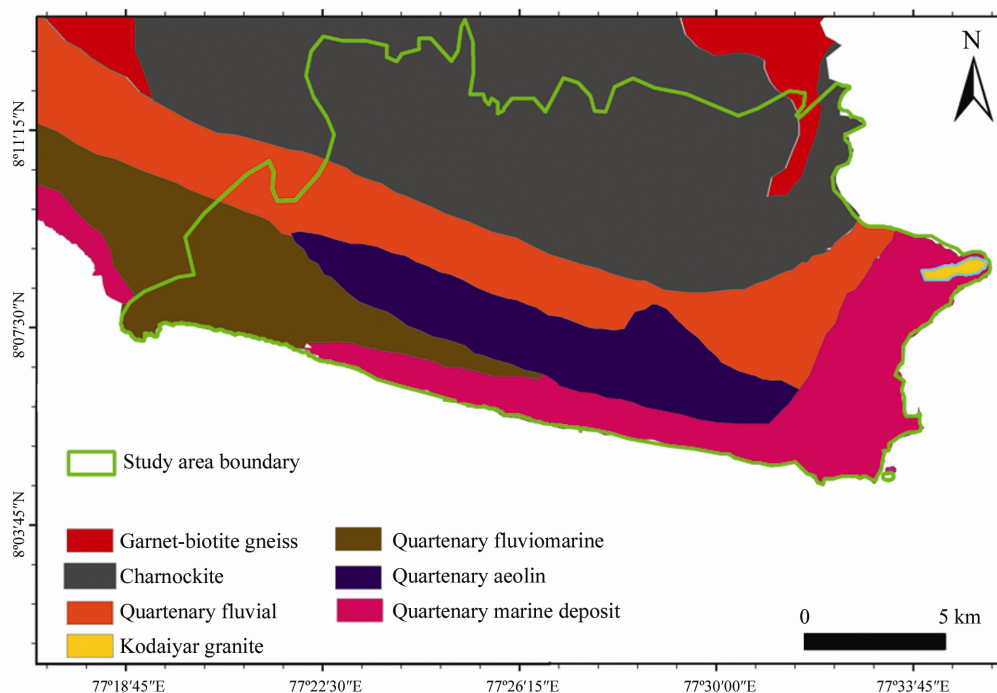 N
8°11′15″N
8°07′30″N
8°03′45″N
Study area boundary
Garnet-biotite gneiss
Charnockite
Quartenary fluvial
Kodaiyar granite
Quartenary fluviomarine
Quartenary aeolin
Quartenary marine deposit
0 5 km
77°18′45″E 77°22′30″E 77°26′15″E 77°30′00″E 77°33′45″E